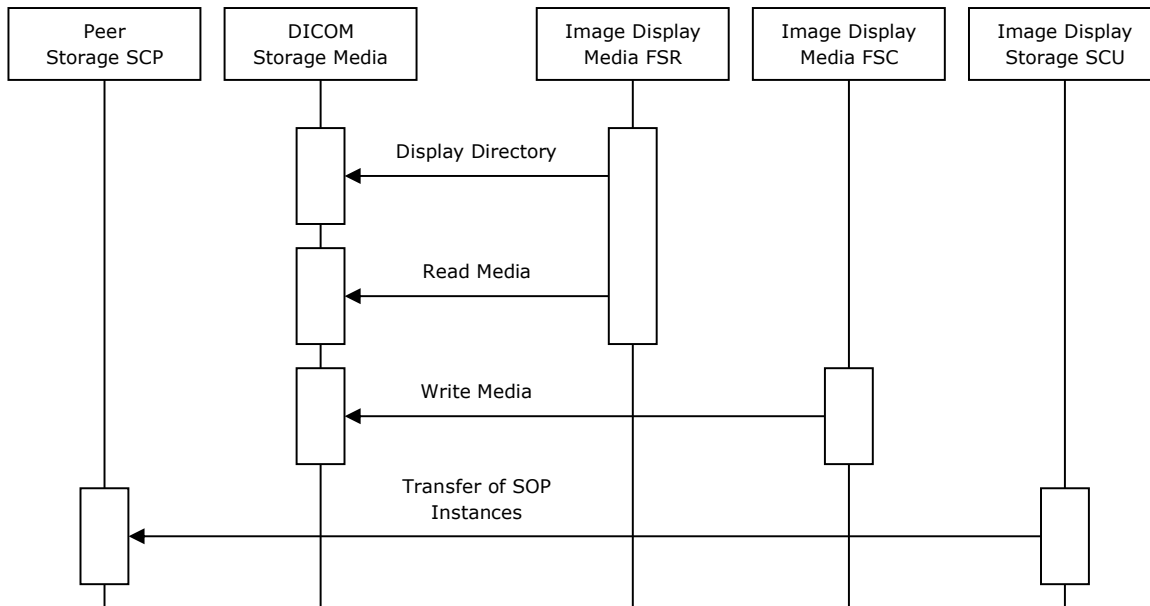 Peer
Storage SCP
DICOM
Storage Media
Image Display
Media FSR
Image Display
Media FSC
Image Display
Storage SCU
Display Directory
Read Media
Write Media
Transfer of SOP
Instances